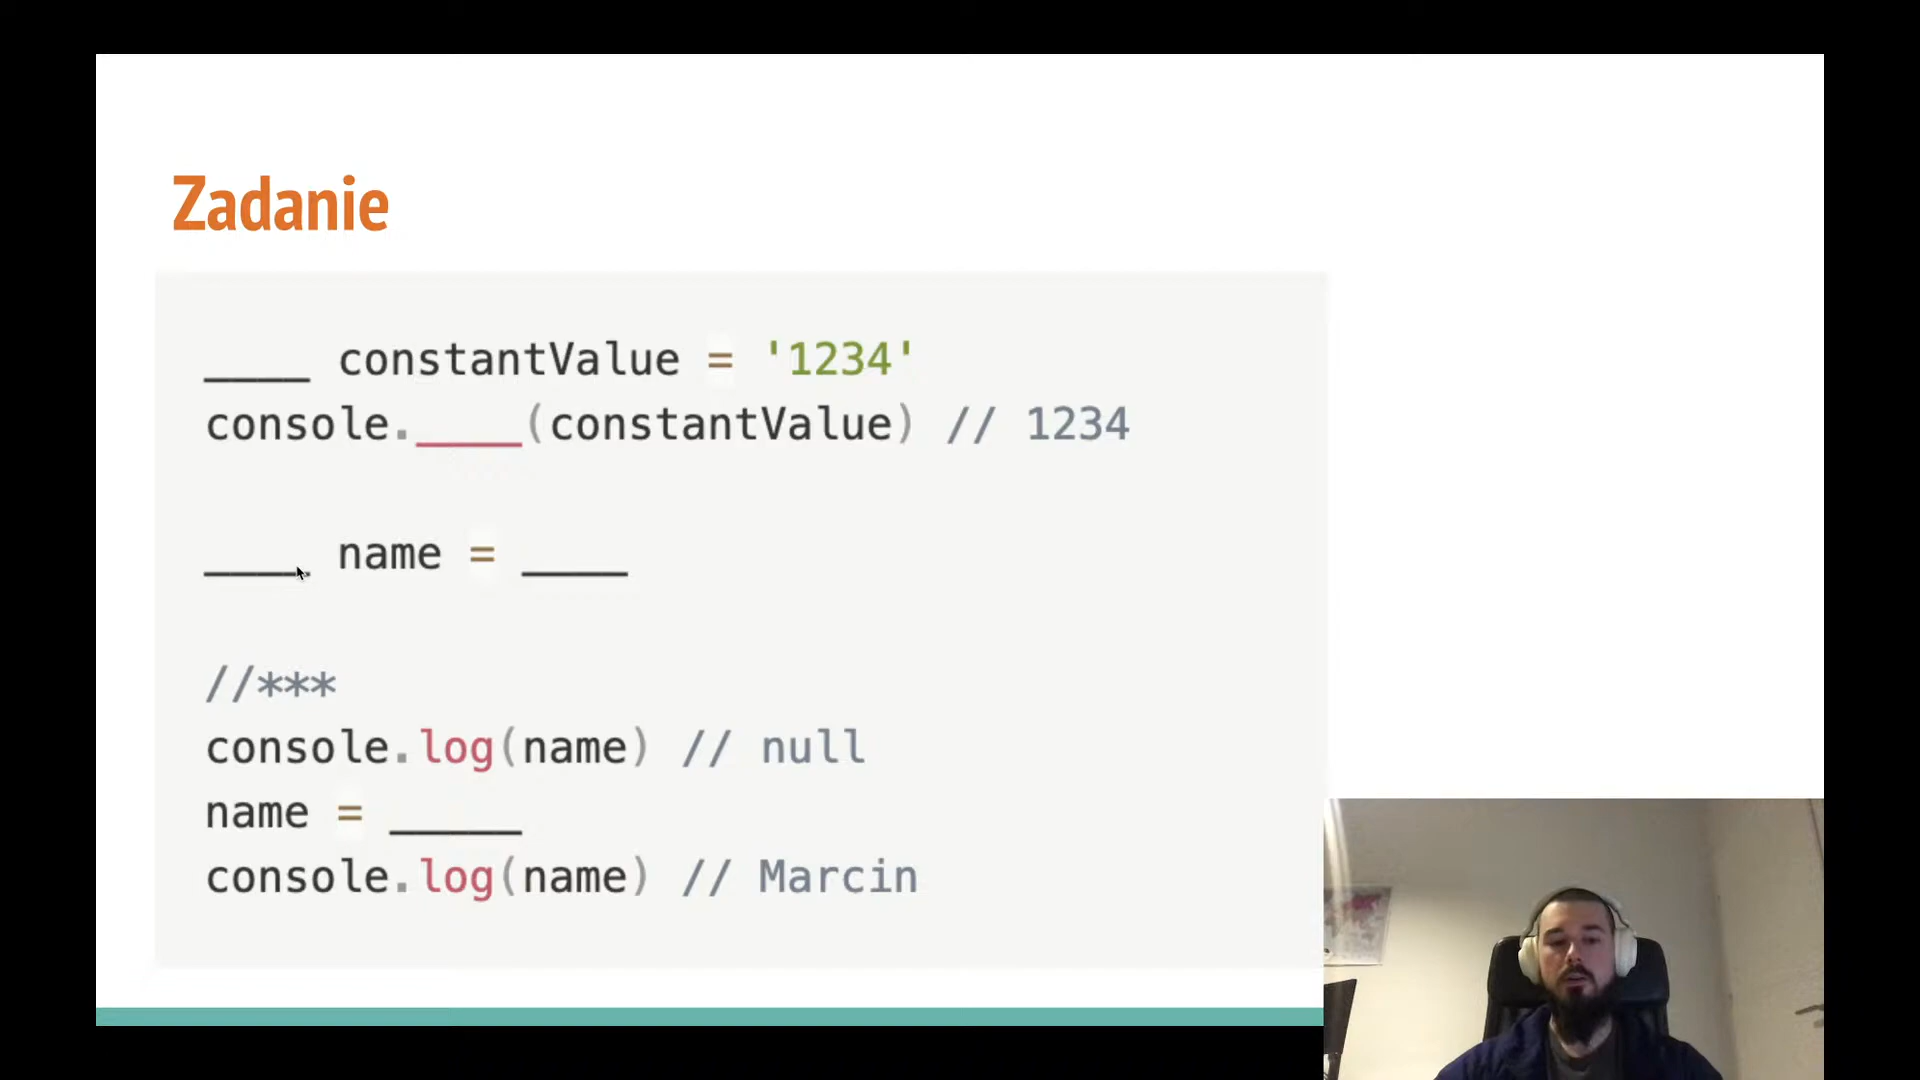 Zadanie
____ constantValue = '1234'
console.____(constantValue) // 1234
____ name = ____
//***
console.log(name) // null
name = _____
console.log(name) // Marcin